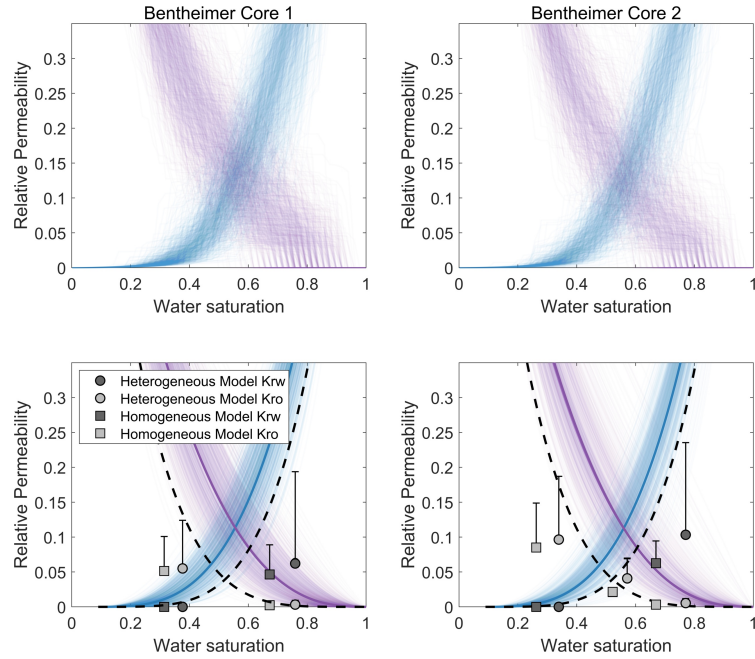 Bentheimer Core 1
Relative Permeability
0.3
0.25
0.2
0.15
0.1
0.05
0
0 0.2 0.4 0.6 0.8 1
Water saturation
Bentheimer Core 2
Relative Permeability
0.3
0.25
0.2
0.15
0.1
0.05
0
0 0.2 0.4 0.6 0.8 1
Water saturation
Relative Permeability
0.3
0.25
0.2
0.15
0.1
0.05
0
Heterogeneous Model Krw
Heterogeneous Model Kro
Homogeneous Model Krw
Homogeneous Model Kro
0 0.2 0.4 0.6 0.8 1
Water saturation
Relative Permeability
0.3
0.25
0.2
0.15
0.1
0.05
0
0 0.2 0.4 0.6 0.8 1
Water saturation